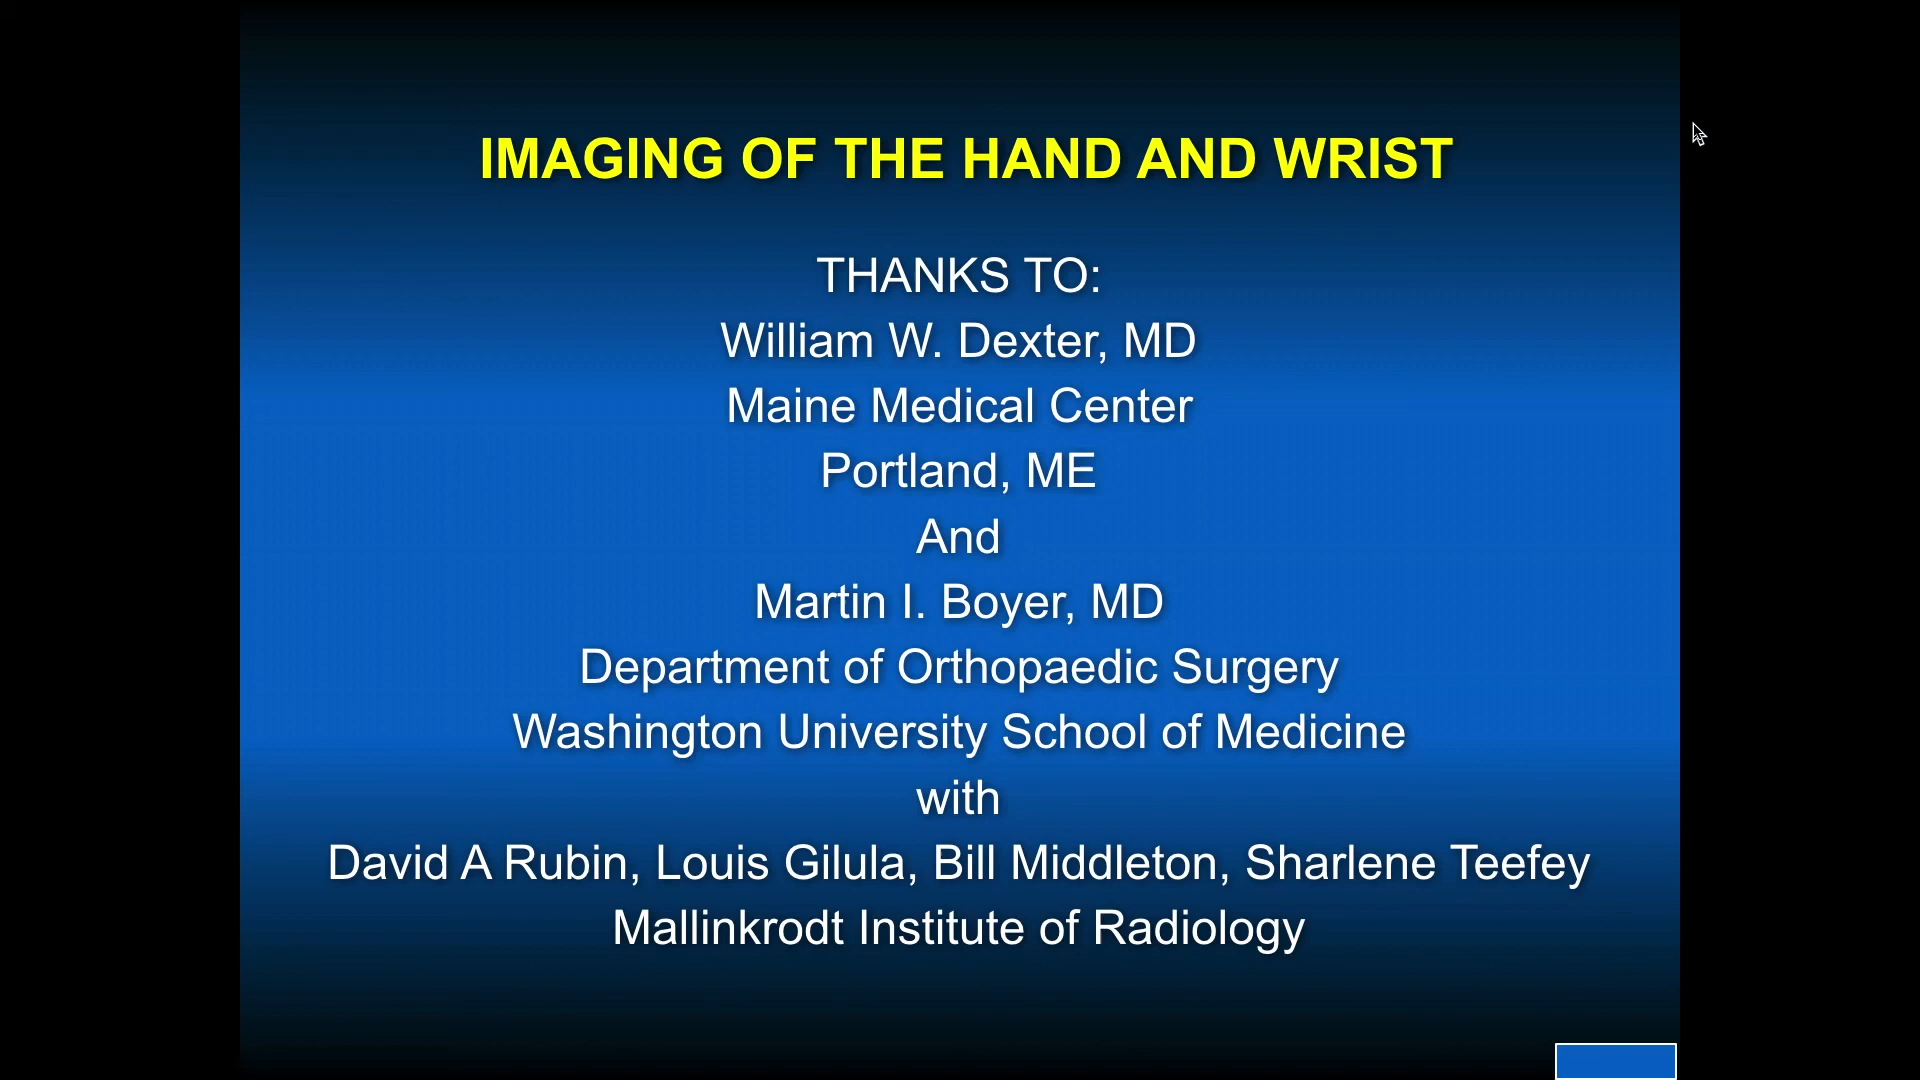 IMAGING OF THE HAND AND WRIST
THANKS TO:
William W. Dexter, MD
Maine Medical Center
Portland, ME
And
Martin I. Boyer, MD
Department of Orthopaedic Surgery
Washington University School of Medicine
with
David A Rubin, Louis Gilula, Bill Middleton, Sharlene Teefey
Mallinkrodt Institute of Radiology